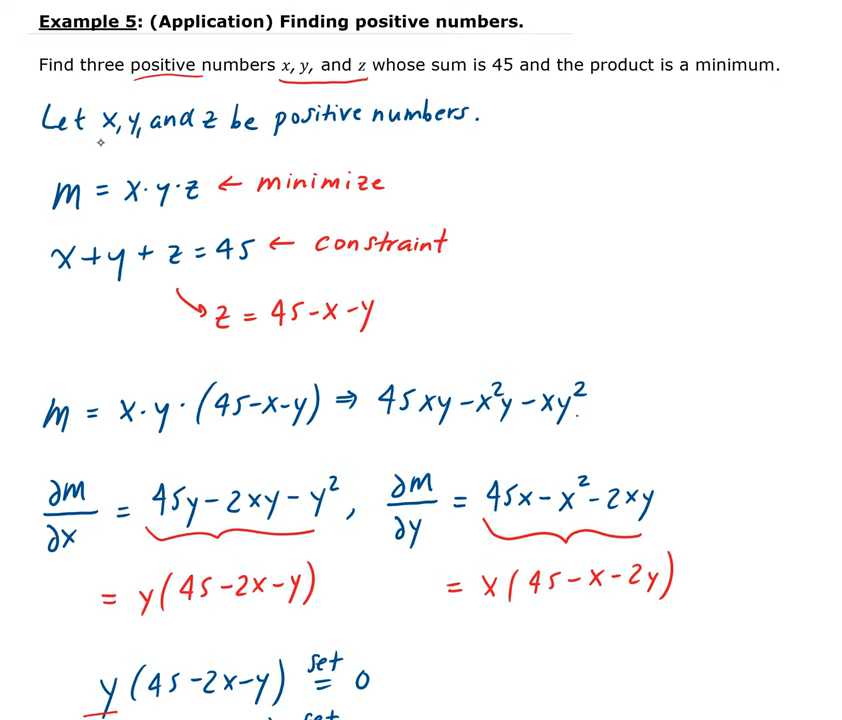 Example 5: (Application) Finding positive numbers.
Find three positive numbers x, y, and z whose sum is 45 and the product is a minimum.
Let x, y, and z be positive numbers.
m = x·y·z ← minimize
x+y+z=45 ← constraint
z = 45-x-y
m = x·y·(45-x-y) ⇒ 45xy-x²y-xy².
∂m/∂x = 45y-2xy-y², ∂m/∂y = 45x-x²-2xy
= y(45-2x-y) = x(45-x-2y)
y(45-2x-y) set = 0
set